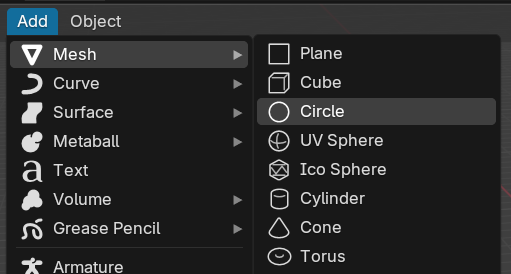 Add Object
Mesh
Curve
Surface
Metaball
Text
Volume
Grease Pencil
Armature
Plane
Cube
Circle
UV Sphere
Ico Sphere
Cylinder
Cone
Torus